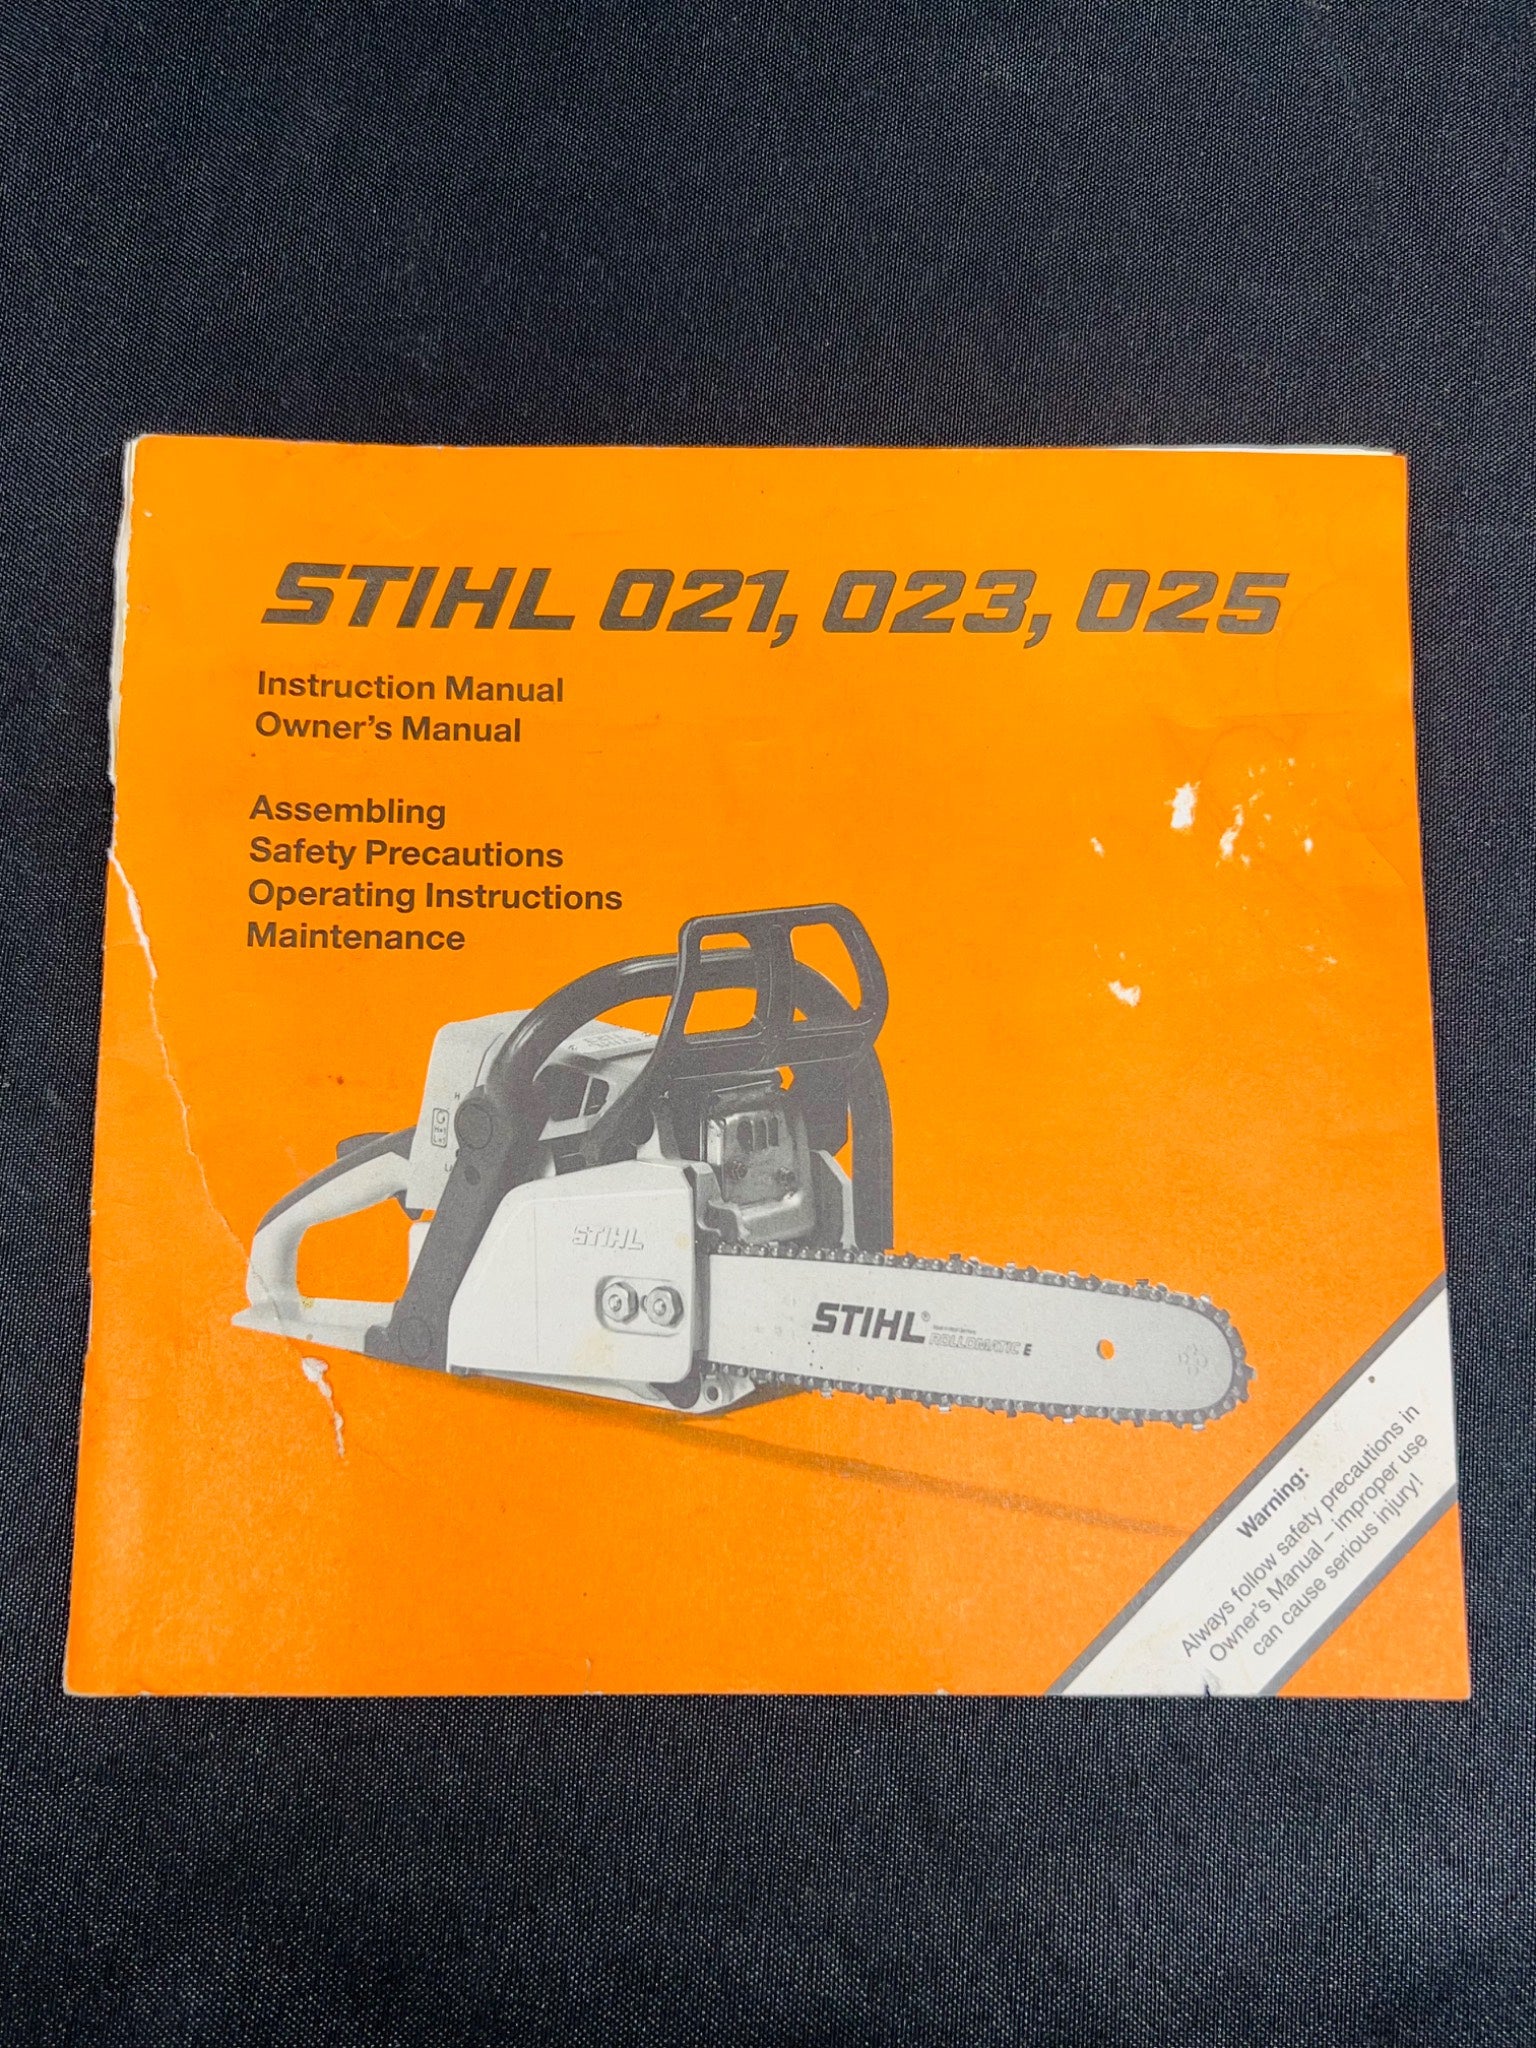 STIHL 021, 023, 025
Instruction Manual
Owner's Manual
Assembling
Safety Precautions
Operating Instructions
Maintenance
STIHL
STIHL®
ROLLOMATIC E
Warning:
Always follow safety precautions in
Owner's Manual – improper use
can cause serious injury!